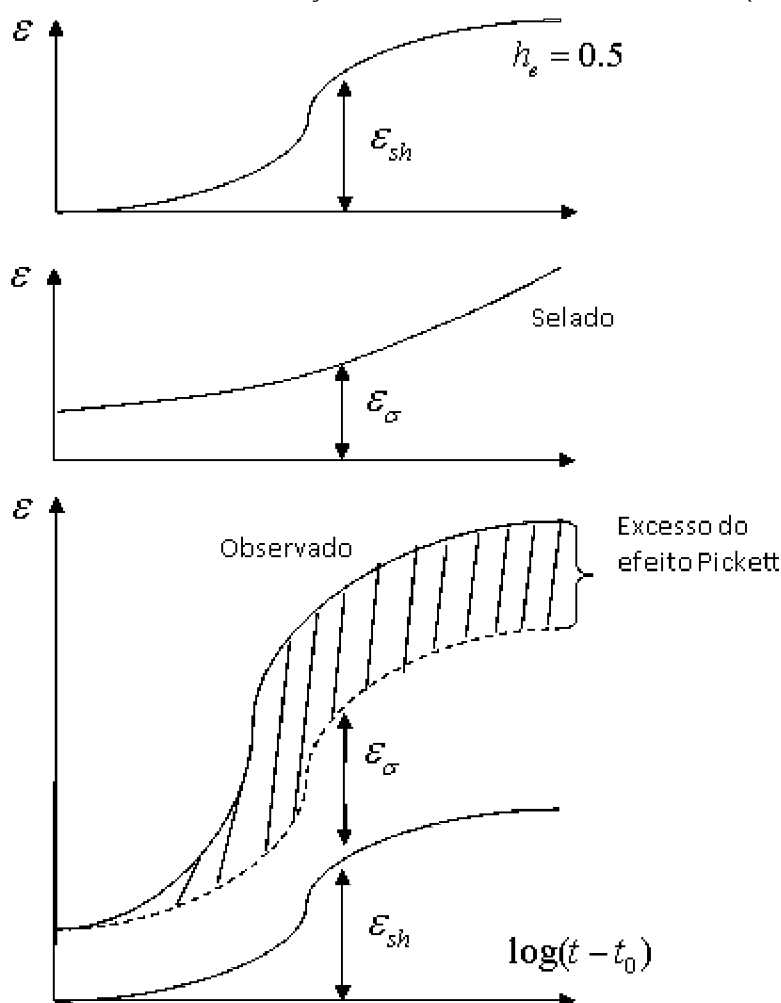 ε
h_e = 0.5
ε_sh
ε
Selado
ε_σ
ε
Observado
Excesso do
efeito Pickett
ε_σ
ε_sh
log(t − t_0)